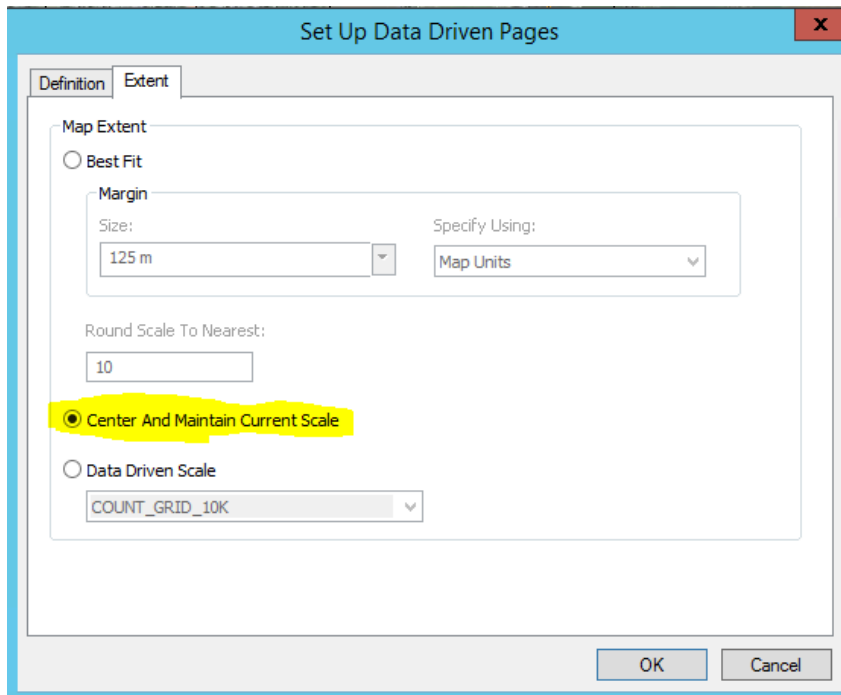 Set Up Data Driven Pages
x
Definition Extent
Map Extent
Best Fit
Margin
Size: Specify Using:
125 m Map Units
Round Scale To Nearest:
10
Center And Maintain Current Scale
Data Driven Scale
COUNT_GRID_10K
OK Cancel